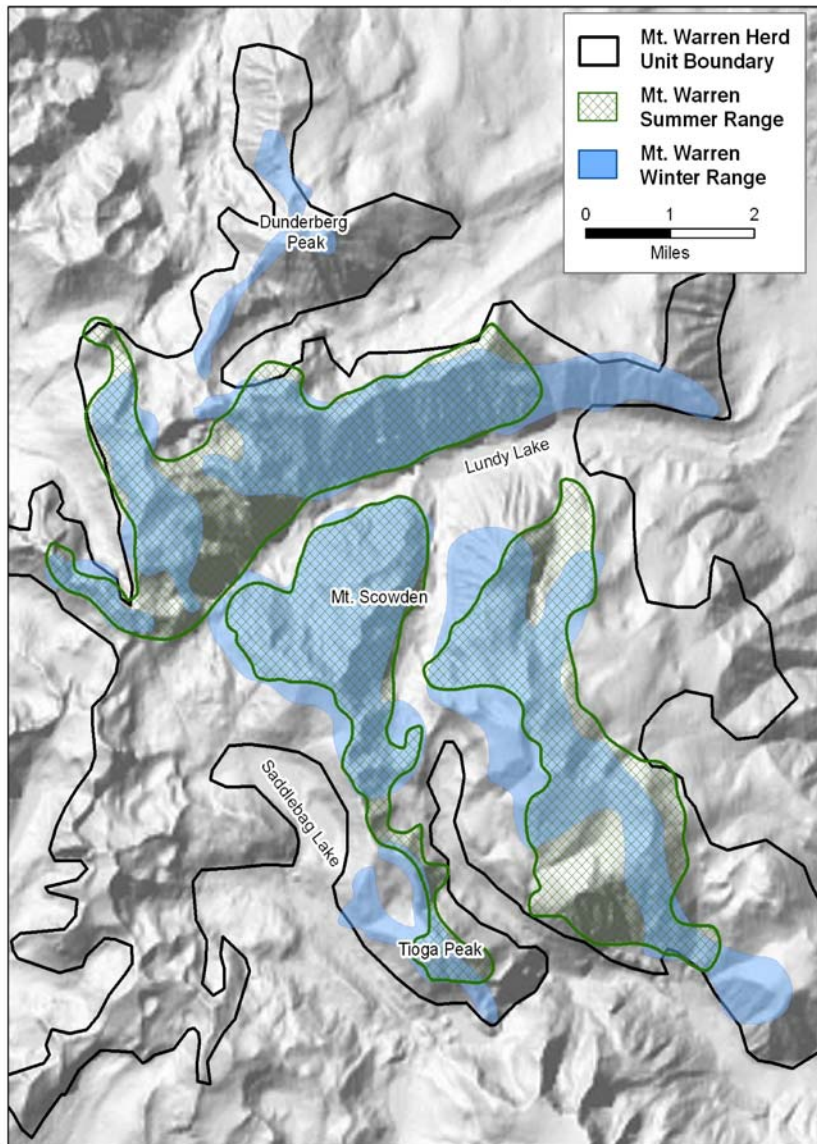 Mt. Warren Herd
Unit Boundary
Mt. Warren
Summer Range
Mt. Warren
Winter Range
0 1 2
Miles
Dunderberg
Peak
Lundy Lake
Mt. Scowden
Saddlebag Lake
Tioga Peak